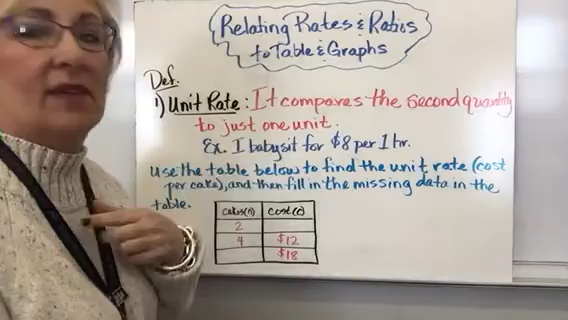 Relating Rates & Ratios
to Table & Graphs
Def.
1) Unit Rate: It compares the second quantity
to just one unit.
Ex. I babysit for $8 per 1 hr.
Use the table below to find the unit rate (cost
per cake), and then fill in the missing data in the
table.
cakes(n) cost(c)
2
4 $12
$18